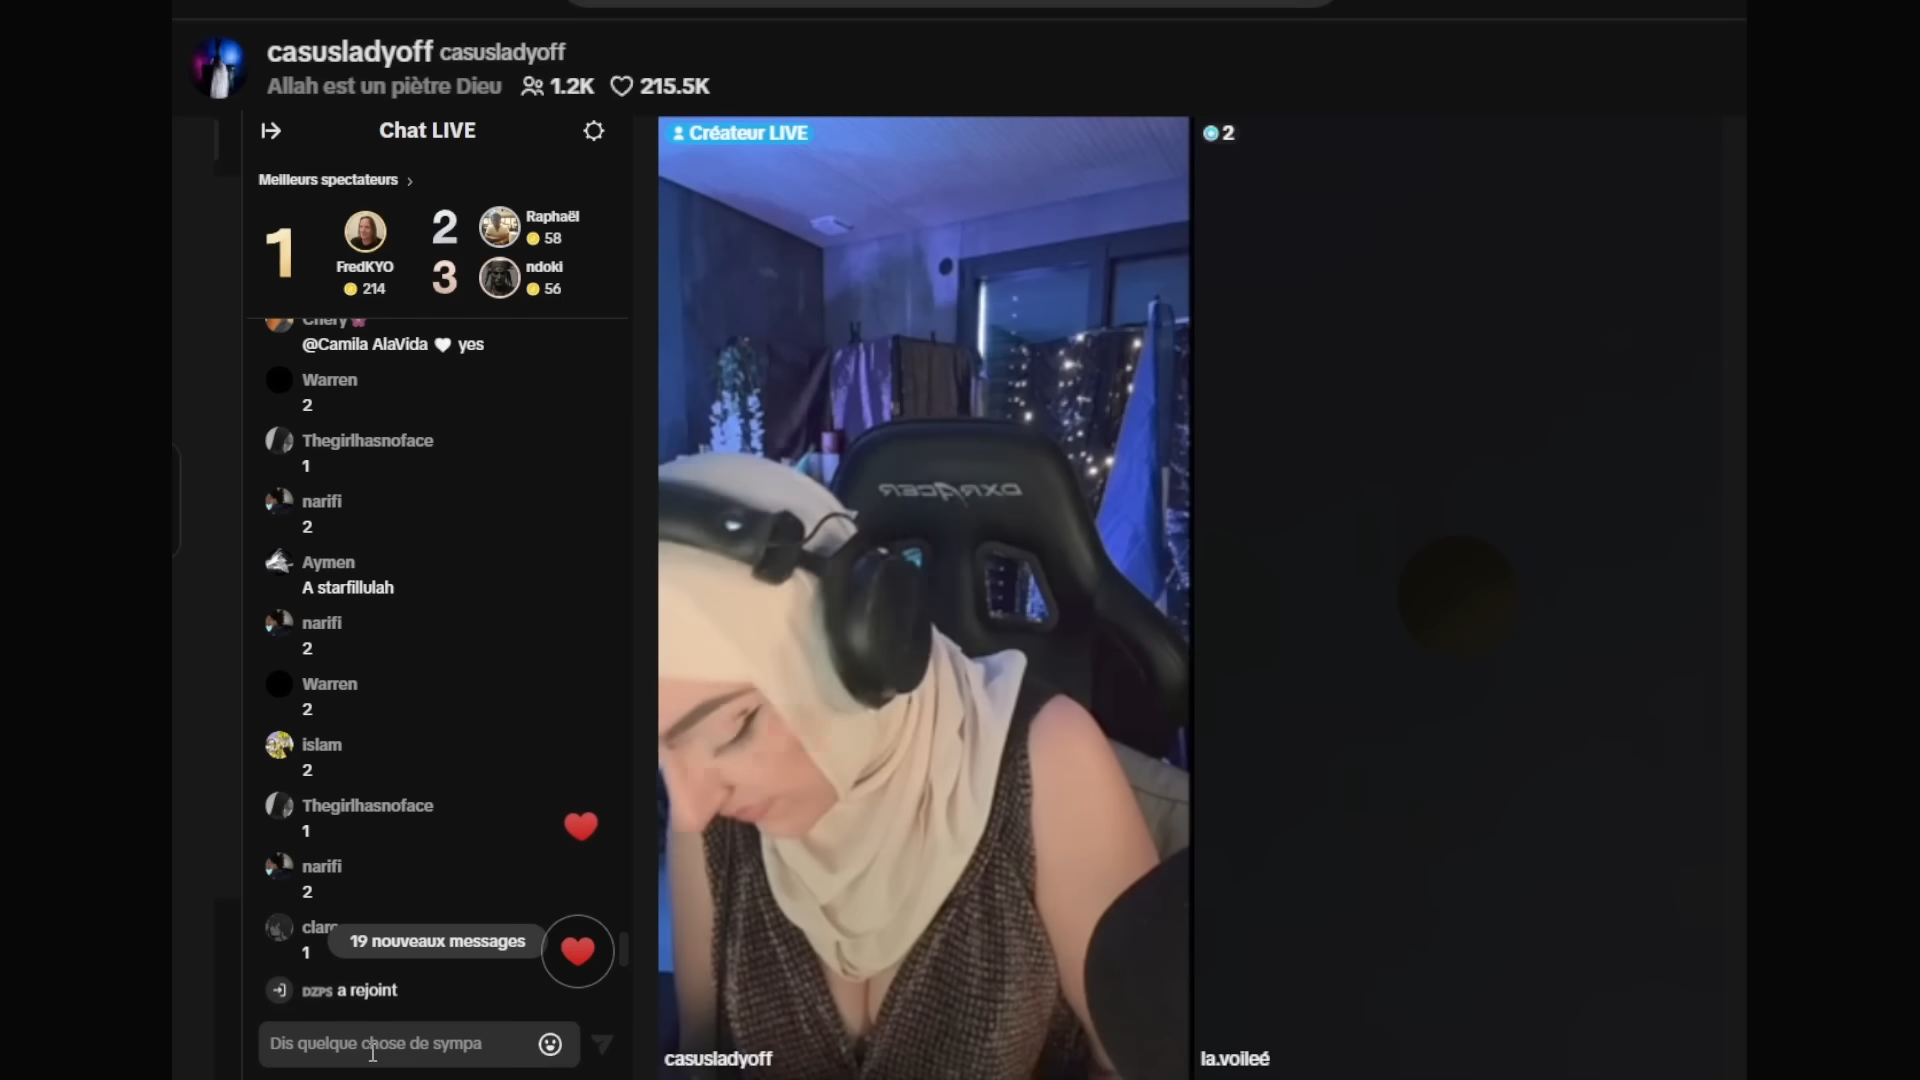 casusladyoff casusladyoff
Allah est un piètre Dieu 1.2K 215.5K
Chat LIVE
Meilleurs spectateurs
1
FredKYO
214
2
Raphaël
58
3
ndoki
56
Chery
@Camila AlaVida yes
Warren
2
Thegirlhasnoface
1
narifi
2
Aymen
A starfillulah
narifi
2
Warren
2
islam
2
Thegirlhasnoface
1
narifi
2
1
19 nouveaux messages
DZPS a rejoint
Dis quelque chose de sympa
Créateur LIVE
DXRACER
casusladyoff
2
la.voileé